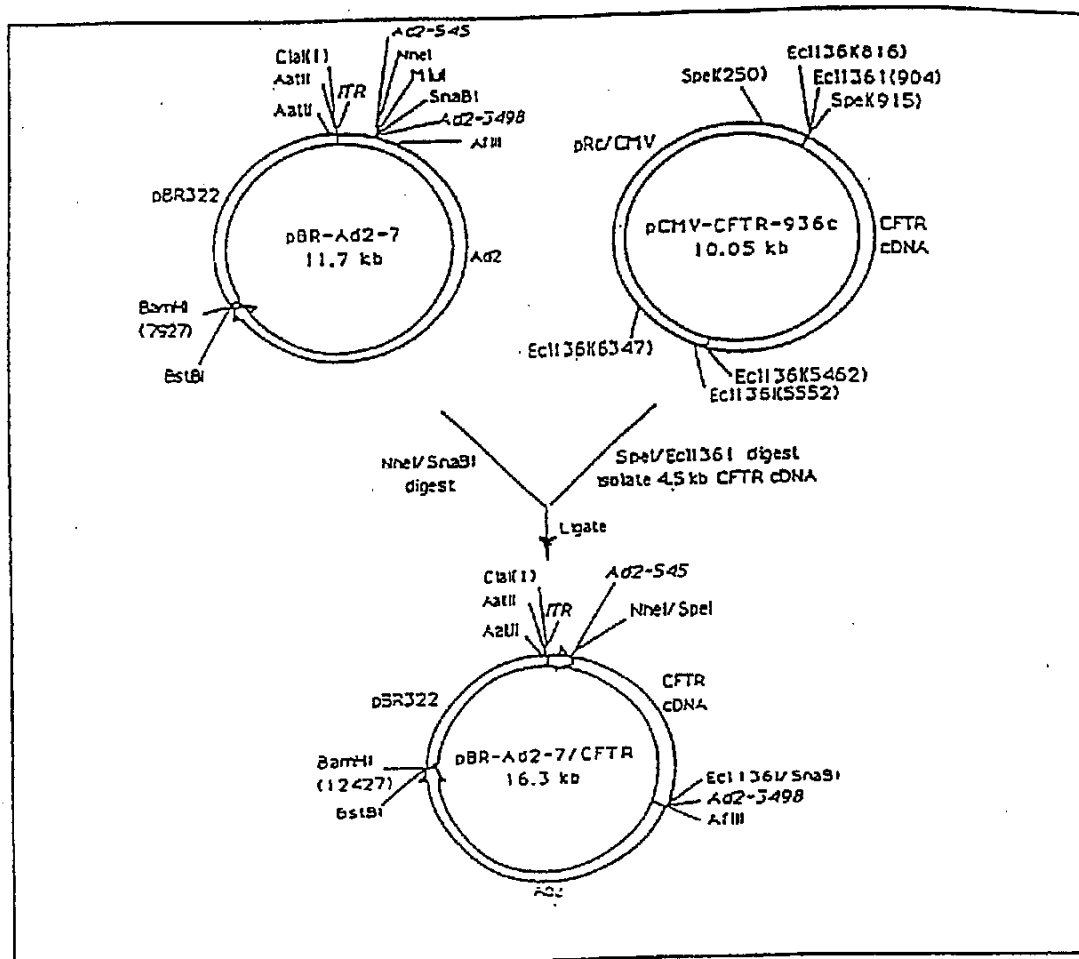 Ad2-545
NheI
ClaI(1)
MluI
AatII
ITR
SnaBI
AatII
Ad2-3498
AflII
pBR322
pBR-Ad2-7
11.7 kb
Ad2
BamHI
(7927)
BstBI
Ecl136I(816)
Ecl136I(904)
SpeI(250)
SpeI(915)
pRc/CMV
pCMV-CFTR-936c
10.05 kb
CFTR
cDNA
Ecl136I(6347)
Ecl136I(5462)
Ecl136I(5552)
NheI/SnaBI
digest
SpeI/Ecl136I digest
isolate 4.5 kb CFTR cDNA
Ligate
ClaI(1)
Ad2-545
AatII
ITR
NheI/SpeI
AatII
CFTR
cDNA
pBR322
pBR-Ad2-7/CFTR
16.3 kb
BamHI
(12427)
BstBI
Ecl136I/SnaBI
Ad2-3498
AflII
Ad2